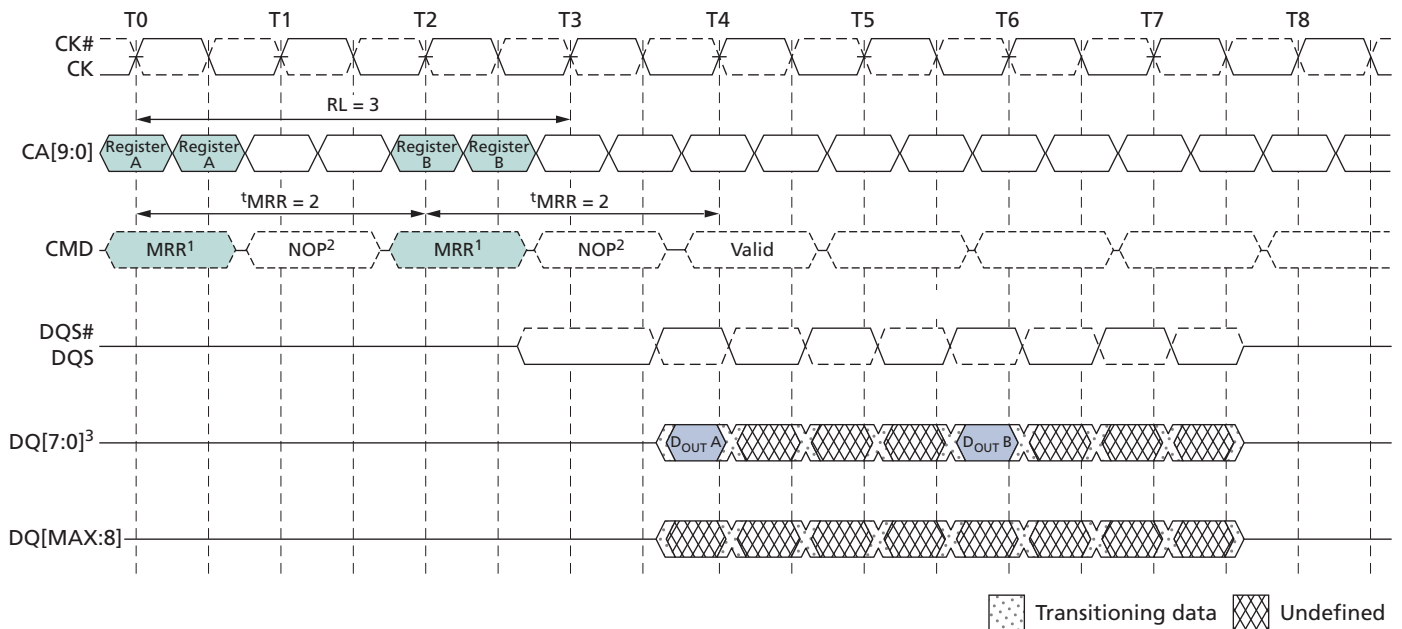 T0 T1 T2 T3 T4 T5 T6 T7 T8
CK#
CK
RL = 3
CA[9:0]
Register A Register A Register B Register B
tMRR = 2 tMRR = 2
CMD MRR1 NOP2 MRR1 NOP2 Valid
DQS#
DQS
DQ[7:0]3 DOUT A DOUT B
DQ[MAX:8]
Transitioning data Undefined